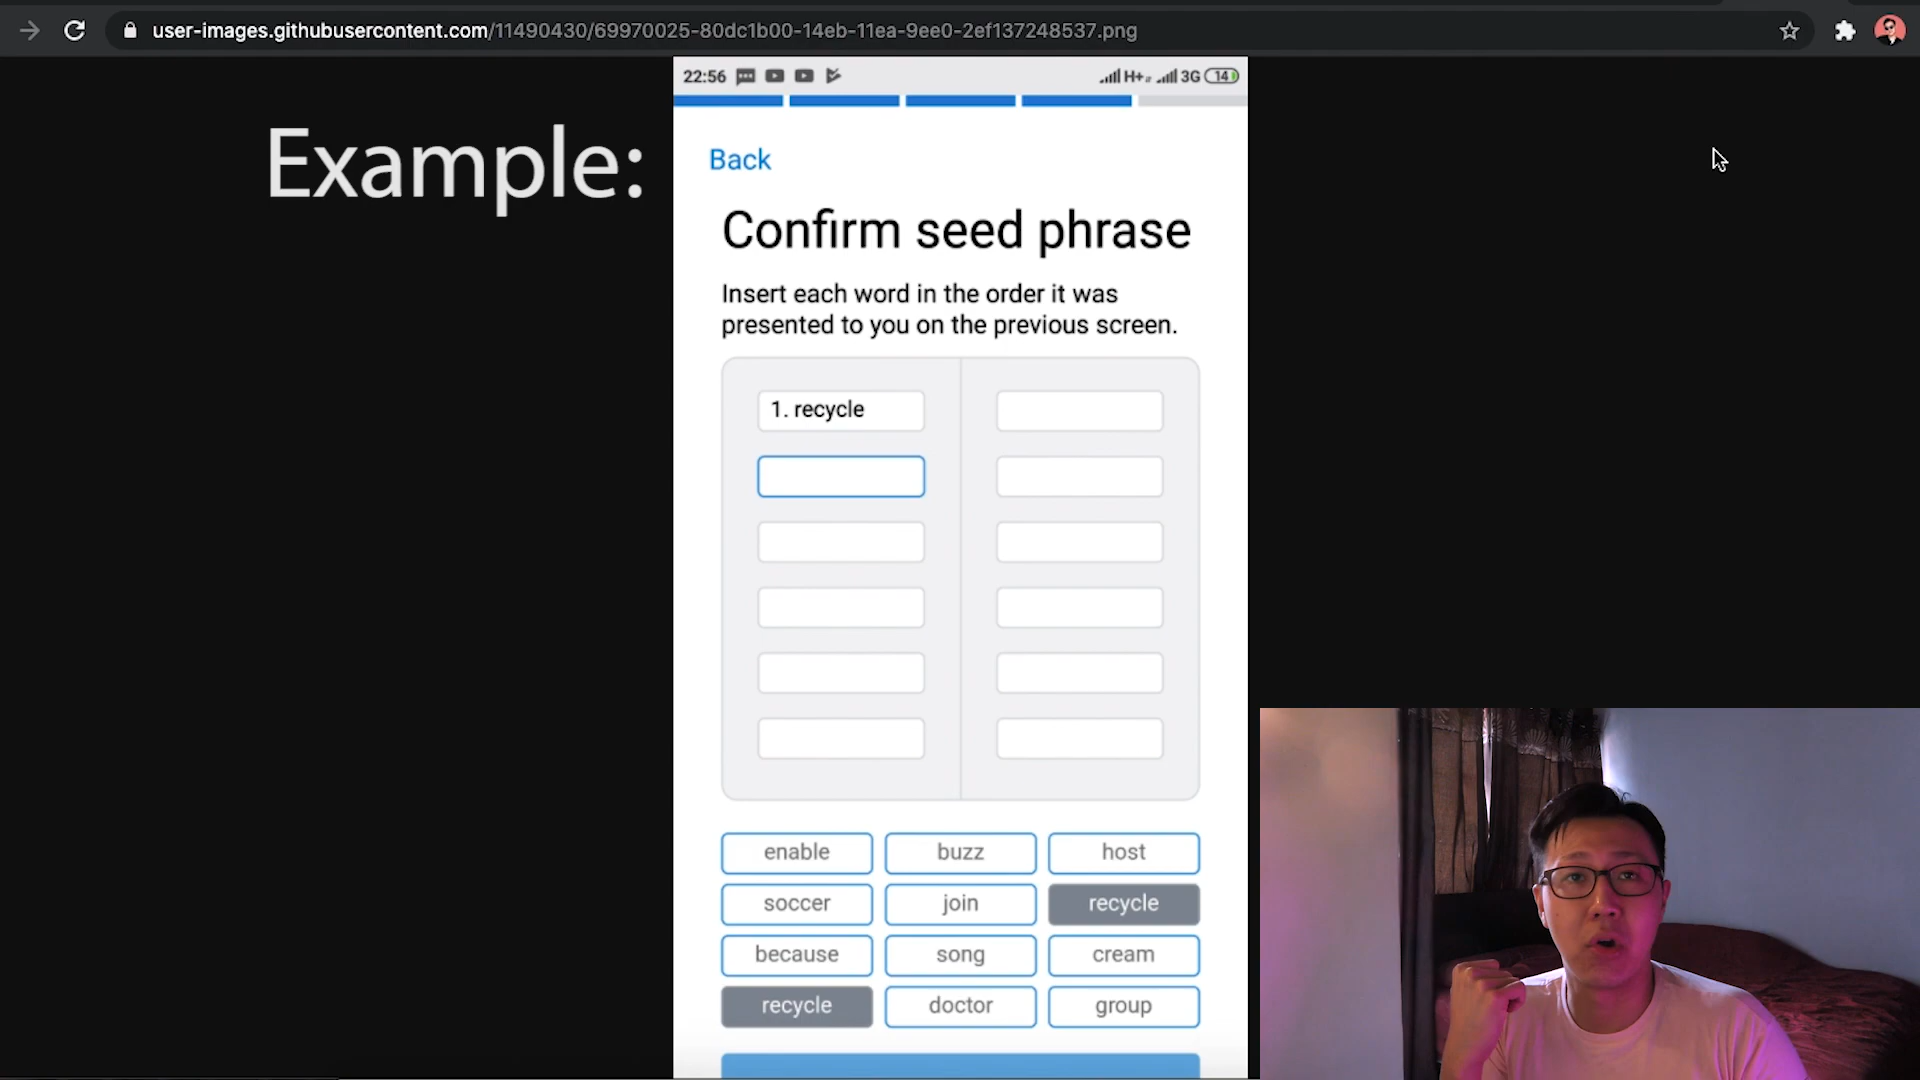 user-images.githubusercontent.com/11490430/69970025-80dc1b00-14eb-11ea-9ee0-2ef137248537.png
22:56 H+ 3G 14
Example:
Back
Confirm seed phrase
Insert each word in the order it was
presented to you on the previous screen.
1. recycle
enable buzz host
soccer join recycle
because song cream
recycle doctor group